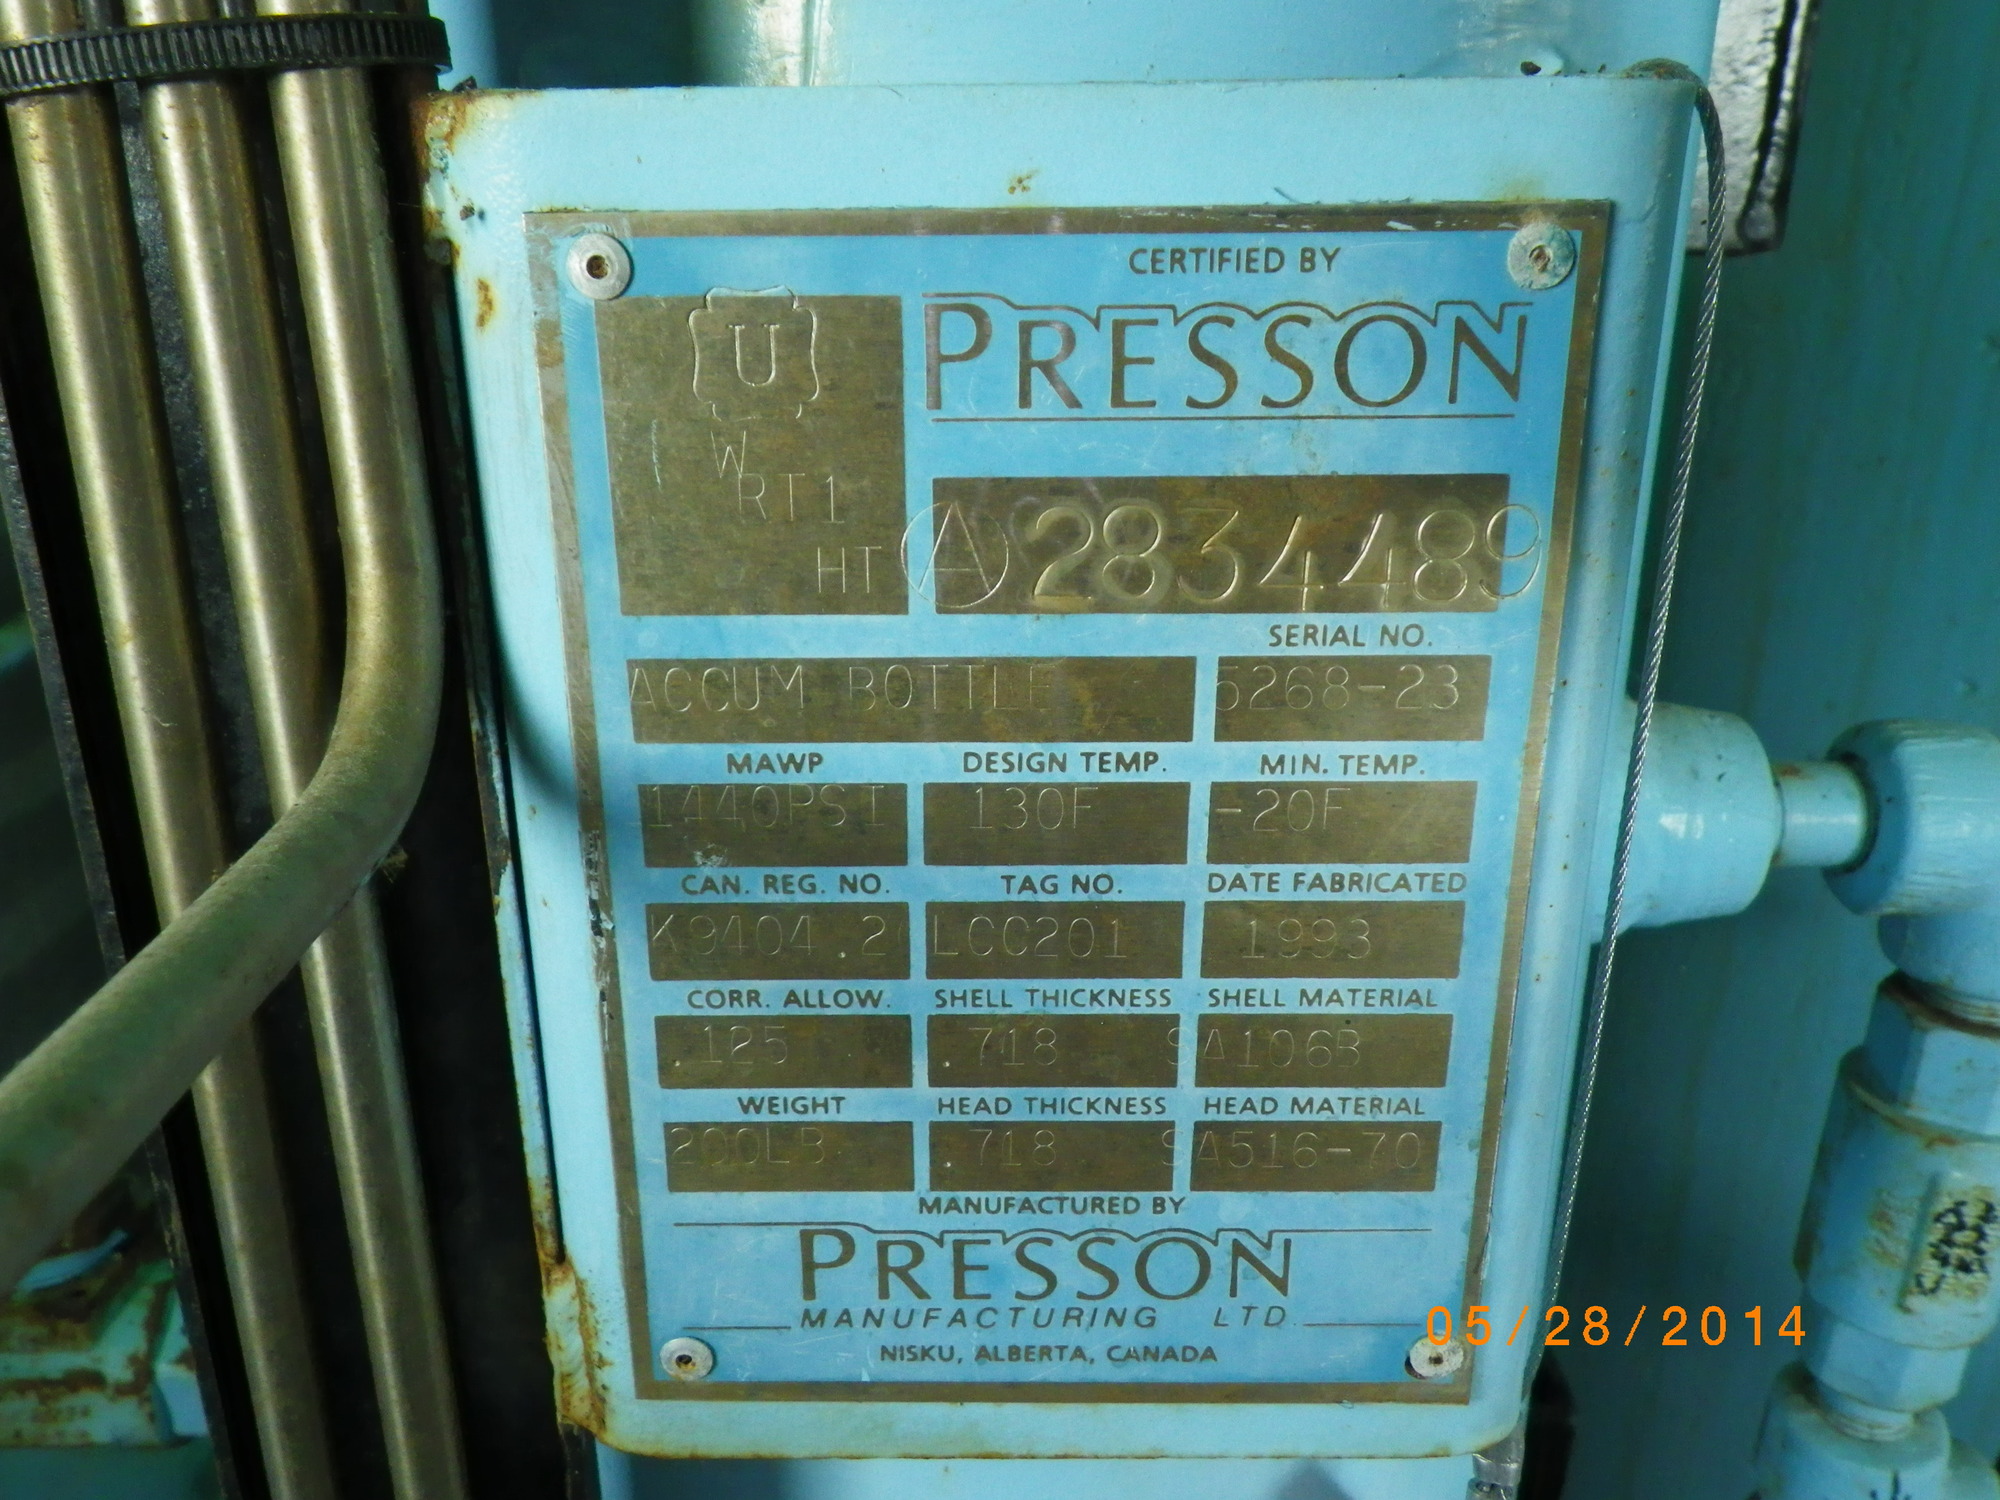 CERTIFIED BY
U
PRESSON
W
RT1
HT
A 2834489
SERIAL NO.
ACCUM BOTTLE 5268-23
MAWP DESIGN TEMP. MIN. TEMP.
1440PSI 130F -20F
CAN. REG. NO. TAG NO. DATE FABRICATED
K9404.2 LCC201 1993
CORR. ALLOW. SHELL THICKNESS SHELL MATERIAL
.125 .718 SA106B
WEIGHT HEAD THICKNESS HEAD MATERIAL
200LB .718 SA516-70
MANUFACTURED BY
PRESSON
MANUFACTURING LTD.
NISKU, ALBERTA, CANADA
05/28/2014